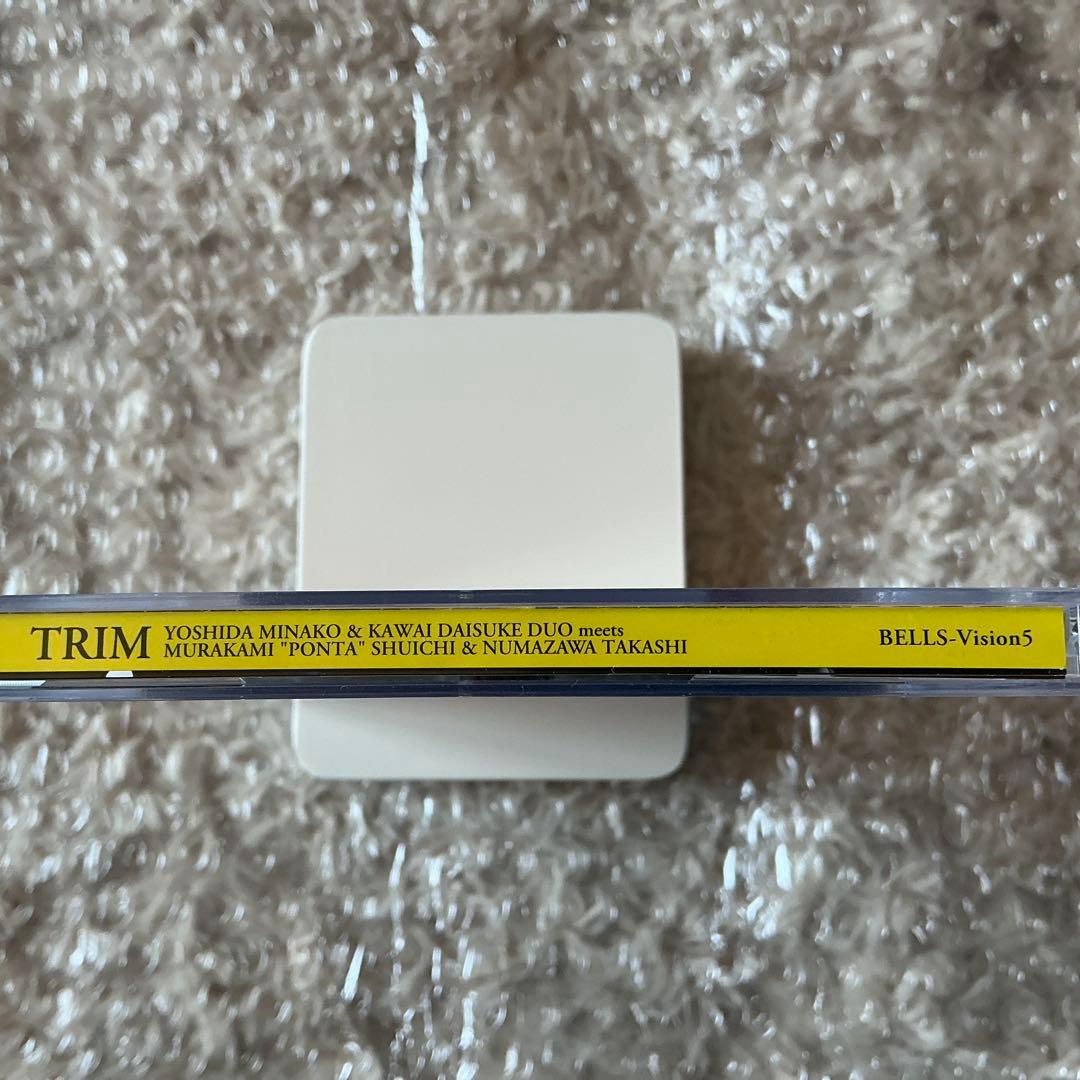 TRIM
YOSHIDA MINAKO & KAWAI DAISUKE DUO meets
MURAKAMI "PONTA" SHUICHI & NUMAZAWA TAKASHI
BELLS-Vision5